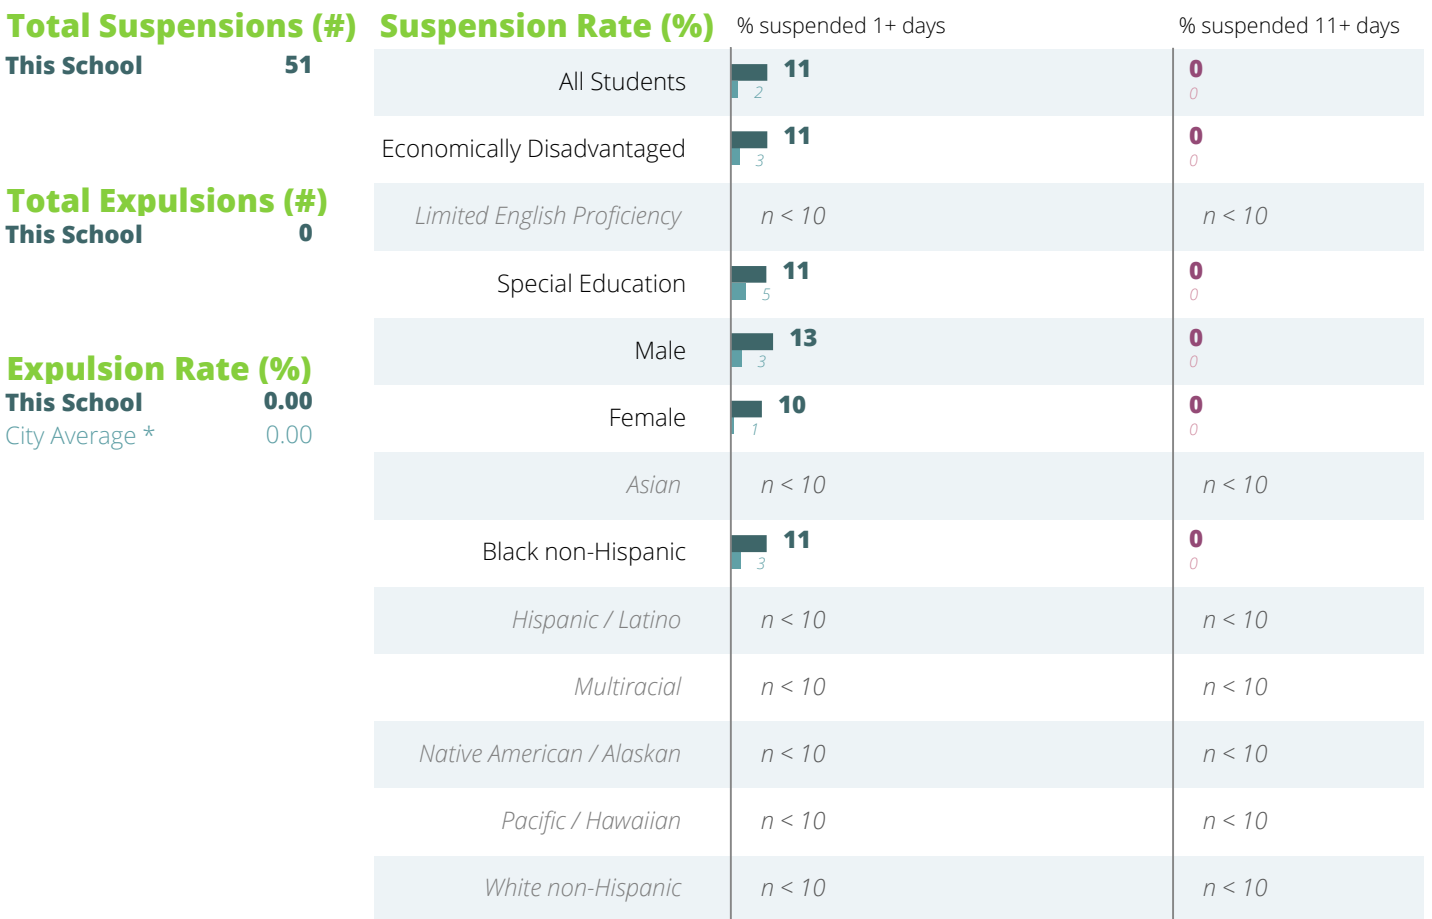 Total Suspensions (#)
This School 51
Total Expulsions (#)
This School 0
Expulsion Rate (%)
This School 0.00
City Average * 0.00
Suspension Rate (%) % suspended 1+ days % suspended 11+ days
All Students 11 0
2 0
Economically Disadvantaged 11 0
3 0
Limited English Proficiency n < 10 n < 10
Special Education 11 0
5 0
Male 13 0
3 0
Female 10 0
1 0
Asian n < 10 n < 10
Black non-Hispanic 11 0
3 0
Hispanic / Latino n < 10 n < 10
Multiracial n < 10 n < 10
Native American / Alaskan n < 10 n < 10
Pacific / Hawaiian n < 10 n < 10
White non-Hispanic n < 10 n < 10